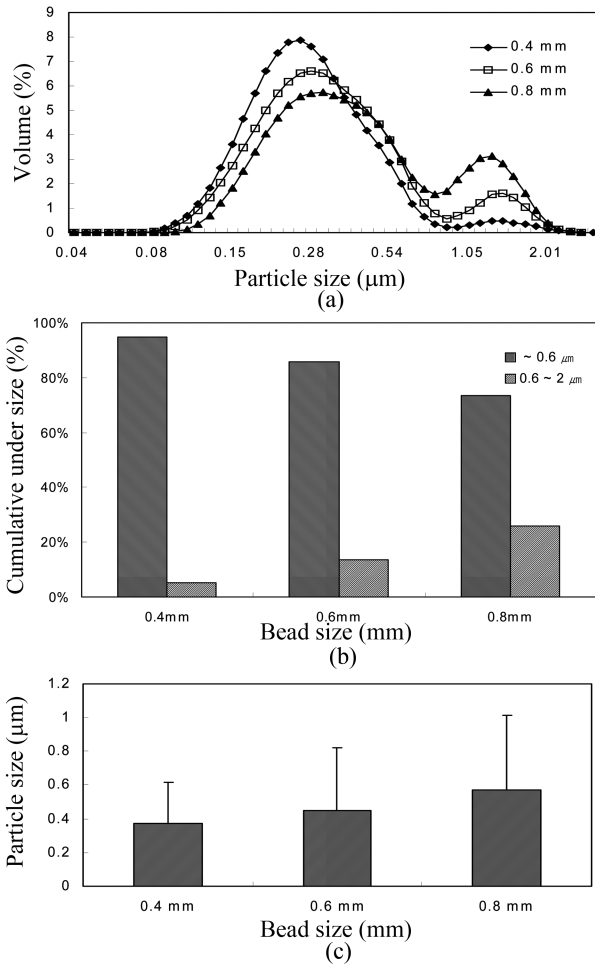 9
8
7
6
5
4
3
2
1
0
Volume (%)
0.4 mm
0.6 mm
0.8 mm
0.04 0.08 0.15 0.28 0.54 1.05 2.01
Particle size (μm)
(a)
100%
80%
60%
40%
20%
0%
Cumulative under size (%)
~ 0.6 ㎛
0.6 ~ 2 ㎛
0.4mm 0.6mm 0.8mm
Bead size (mm)
(b)
1.2
1
0.8
0.6
0.4
0.2
0
Particle size (μm)
0.4 mm 0.6 mm 0.8 mm
Bead size (mm)
(c)